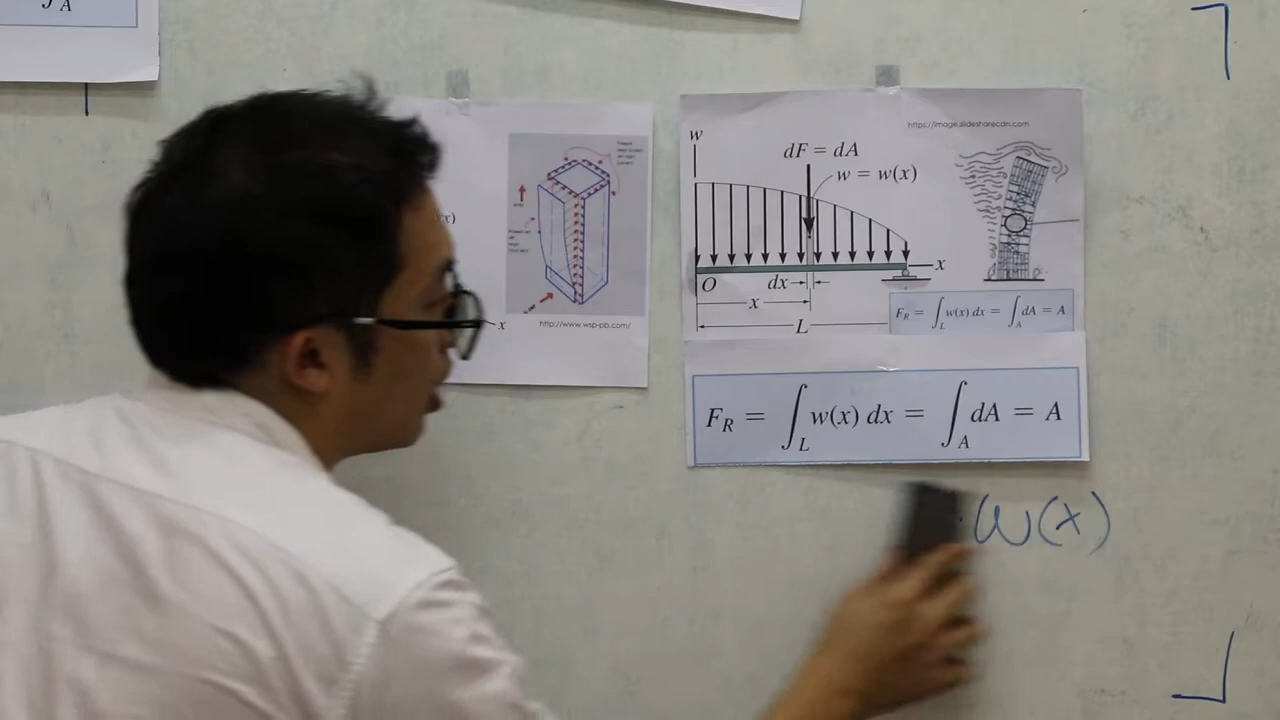 ∫_A
x)
x
http://www.wsp-pb.com/
https://image.slidesharecdn.com
w
dF = dA
w = w(x)
x
O
dx
x
L
F_R = ∫_L w(x) dx = ∫_A dA = A
F_R = ∫_L w(x) dx = ∫_A dA = A
W(x)